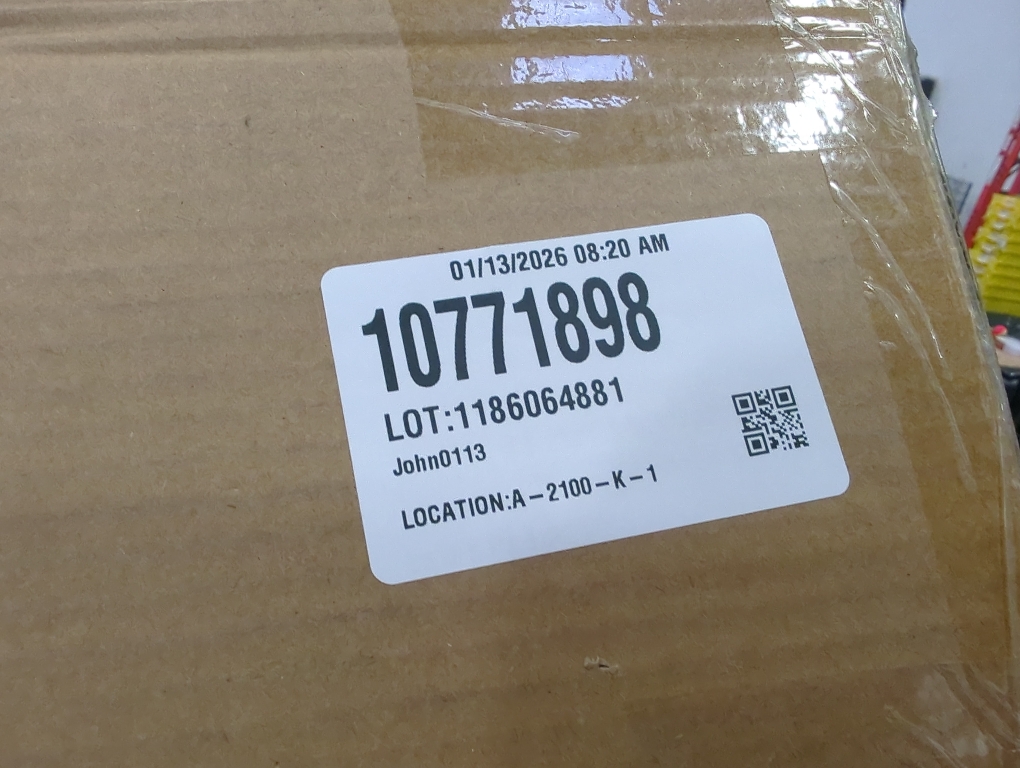 01/13/2026 08:20 AM
10771898
LOT:1186064881
John0113
LOCATION:A-2100-K-1